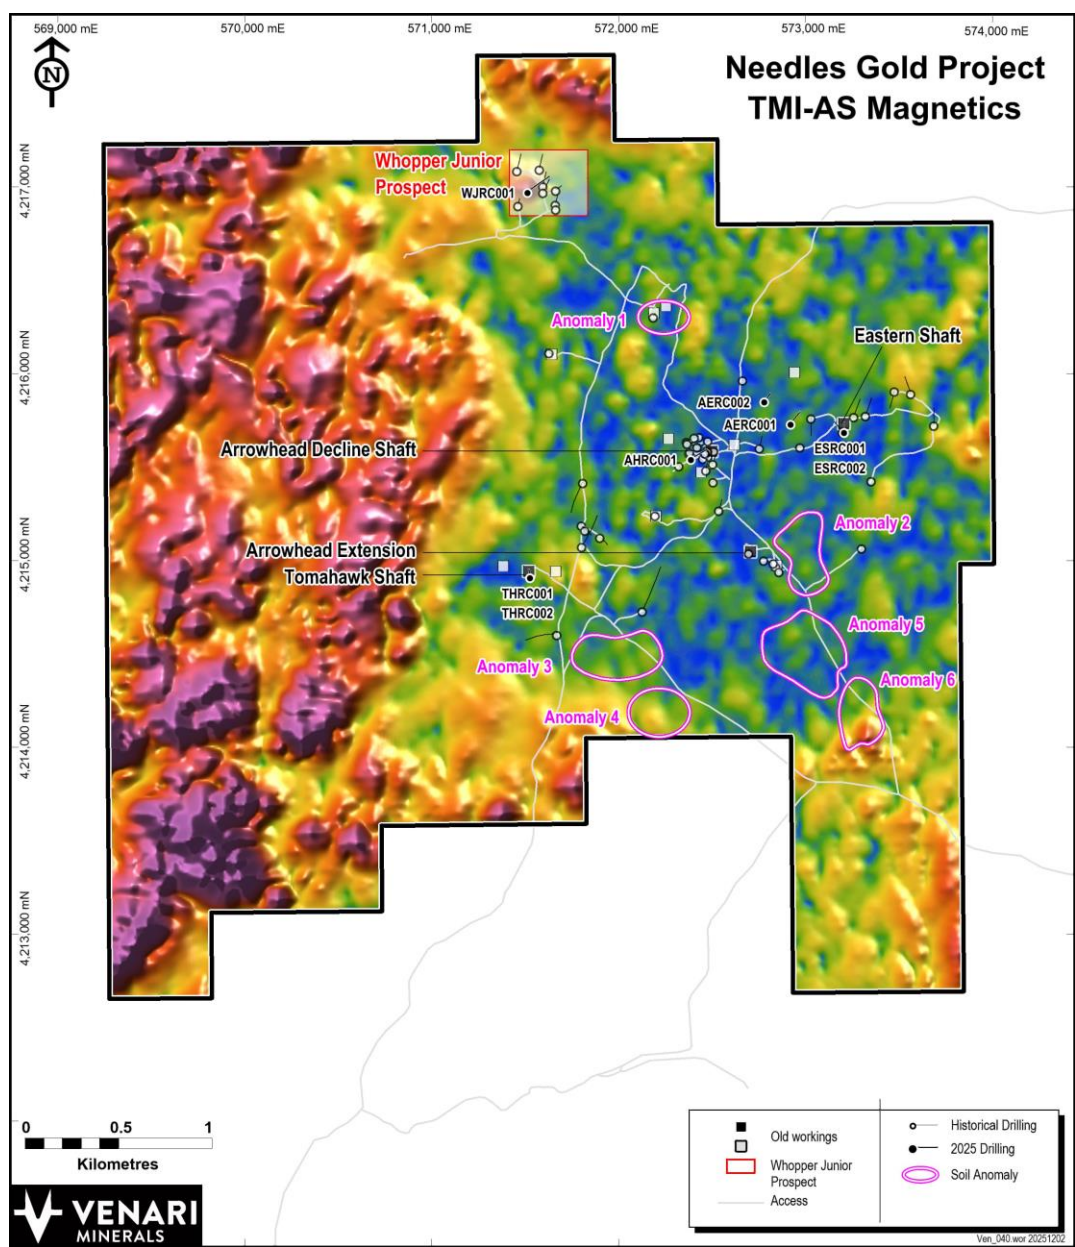 569,000 mE
570,000 mE
571,000 mE
572,000 mE
573,000 mE
574,000 mE
N
Needles Gold Project
TMI-AS Magnetics
4,217,000 mN
4,216,000 mN
4,215,000 mN
4,214,000 mN
4,213,000 mN
Whopper Junior
Prospect
WJRC001
Anomaly 1
Eastern Shaft
AERC002
AERC001
Arrowhead Decline Shaft
AHRC001
ESRC001
ESRC002
Anomaly 2
Arrowhead Extension
Tomahawk Shaft
THRC001
THRC002
Anomaly 5
Anomaly 3
Anomaly 6
Anomaly 4
0 0.5 1
Kilometres
VENARI
MINERALS
Old workings
Whopper Junior
Prospect
Access
Historical Drilling
2025 Drilling
Soil Anomaly
Ven_040.wor 20251202